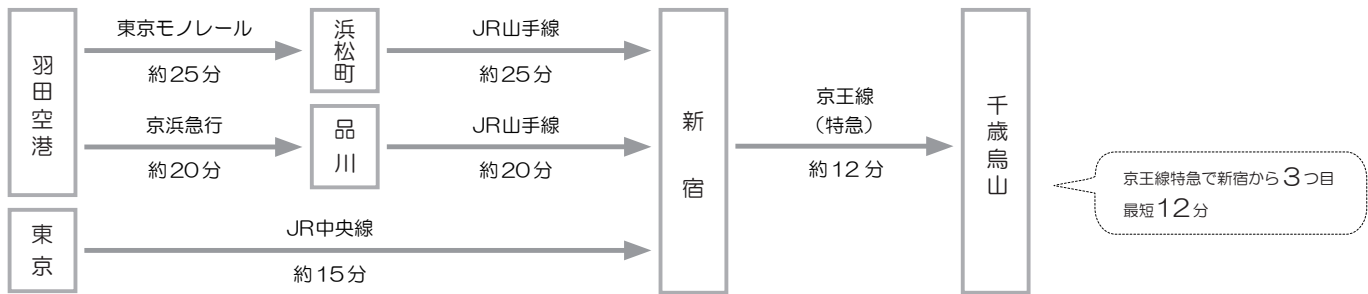 羽田空港
東京モノレール
約25分
浜松町
JR山手線
約25分
京浜急行
約20分
品川
JR山手線
約20分
東京
JR中央線
約15分
新宿
京王線
（特急）
約12分
千歳烏山
京王線特急で新宿から3つ目
最短12分